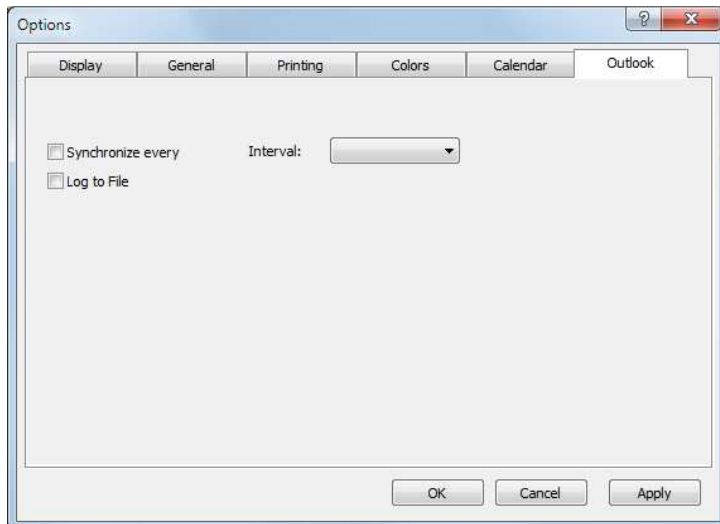 Options
Display General Printing Colors Calendar Outlook
Synchronize every Interval:
Log to File
OK Cancel Apply